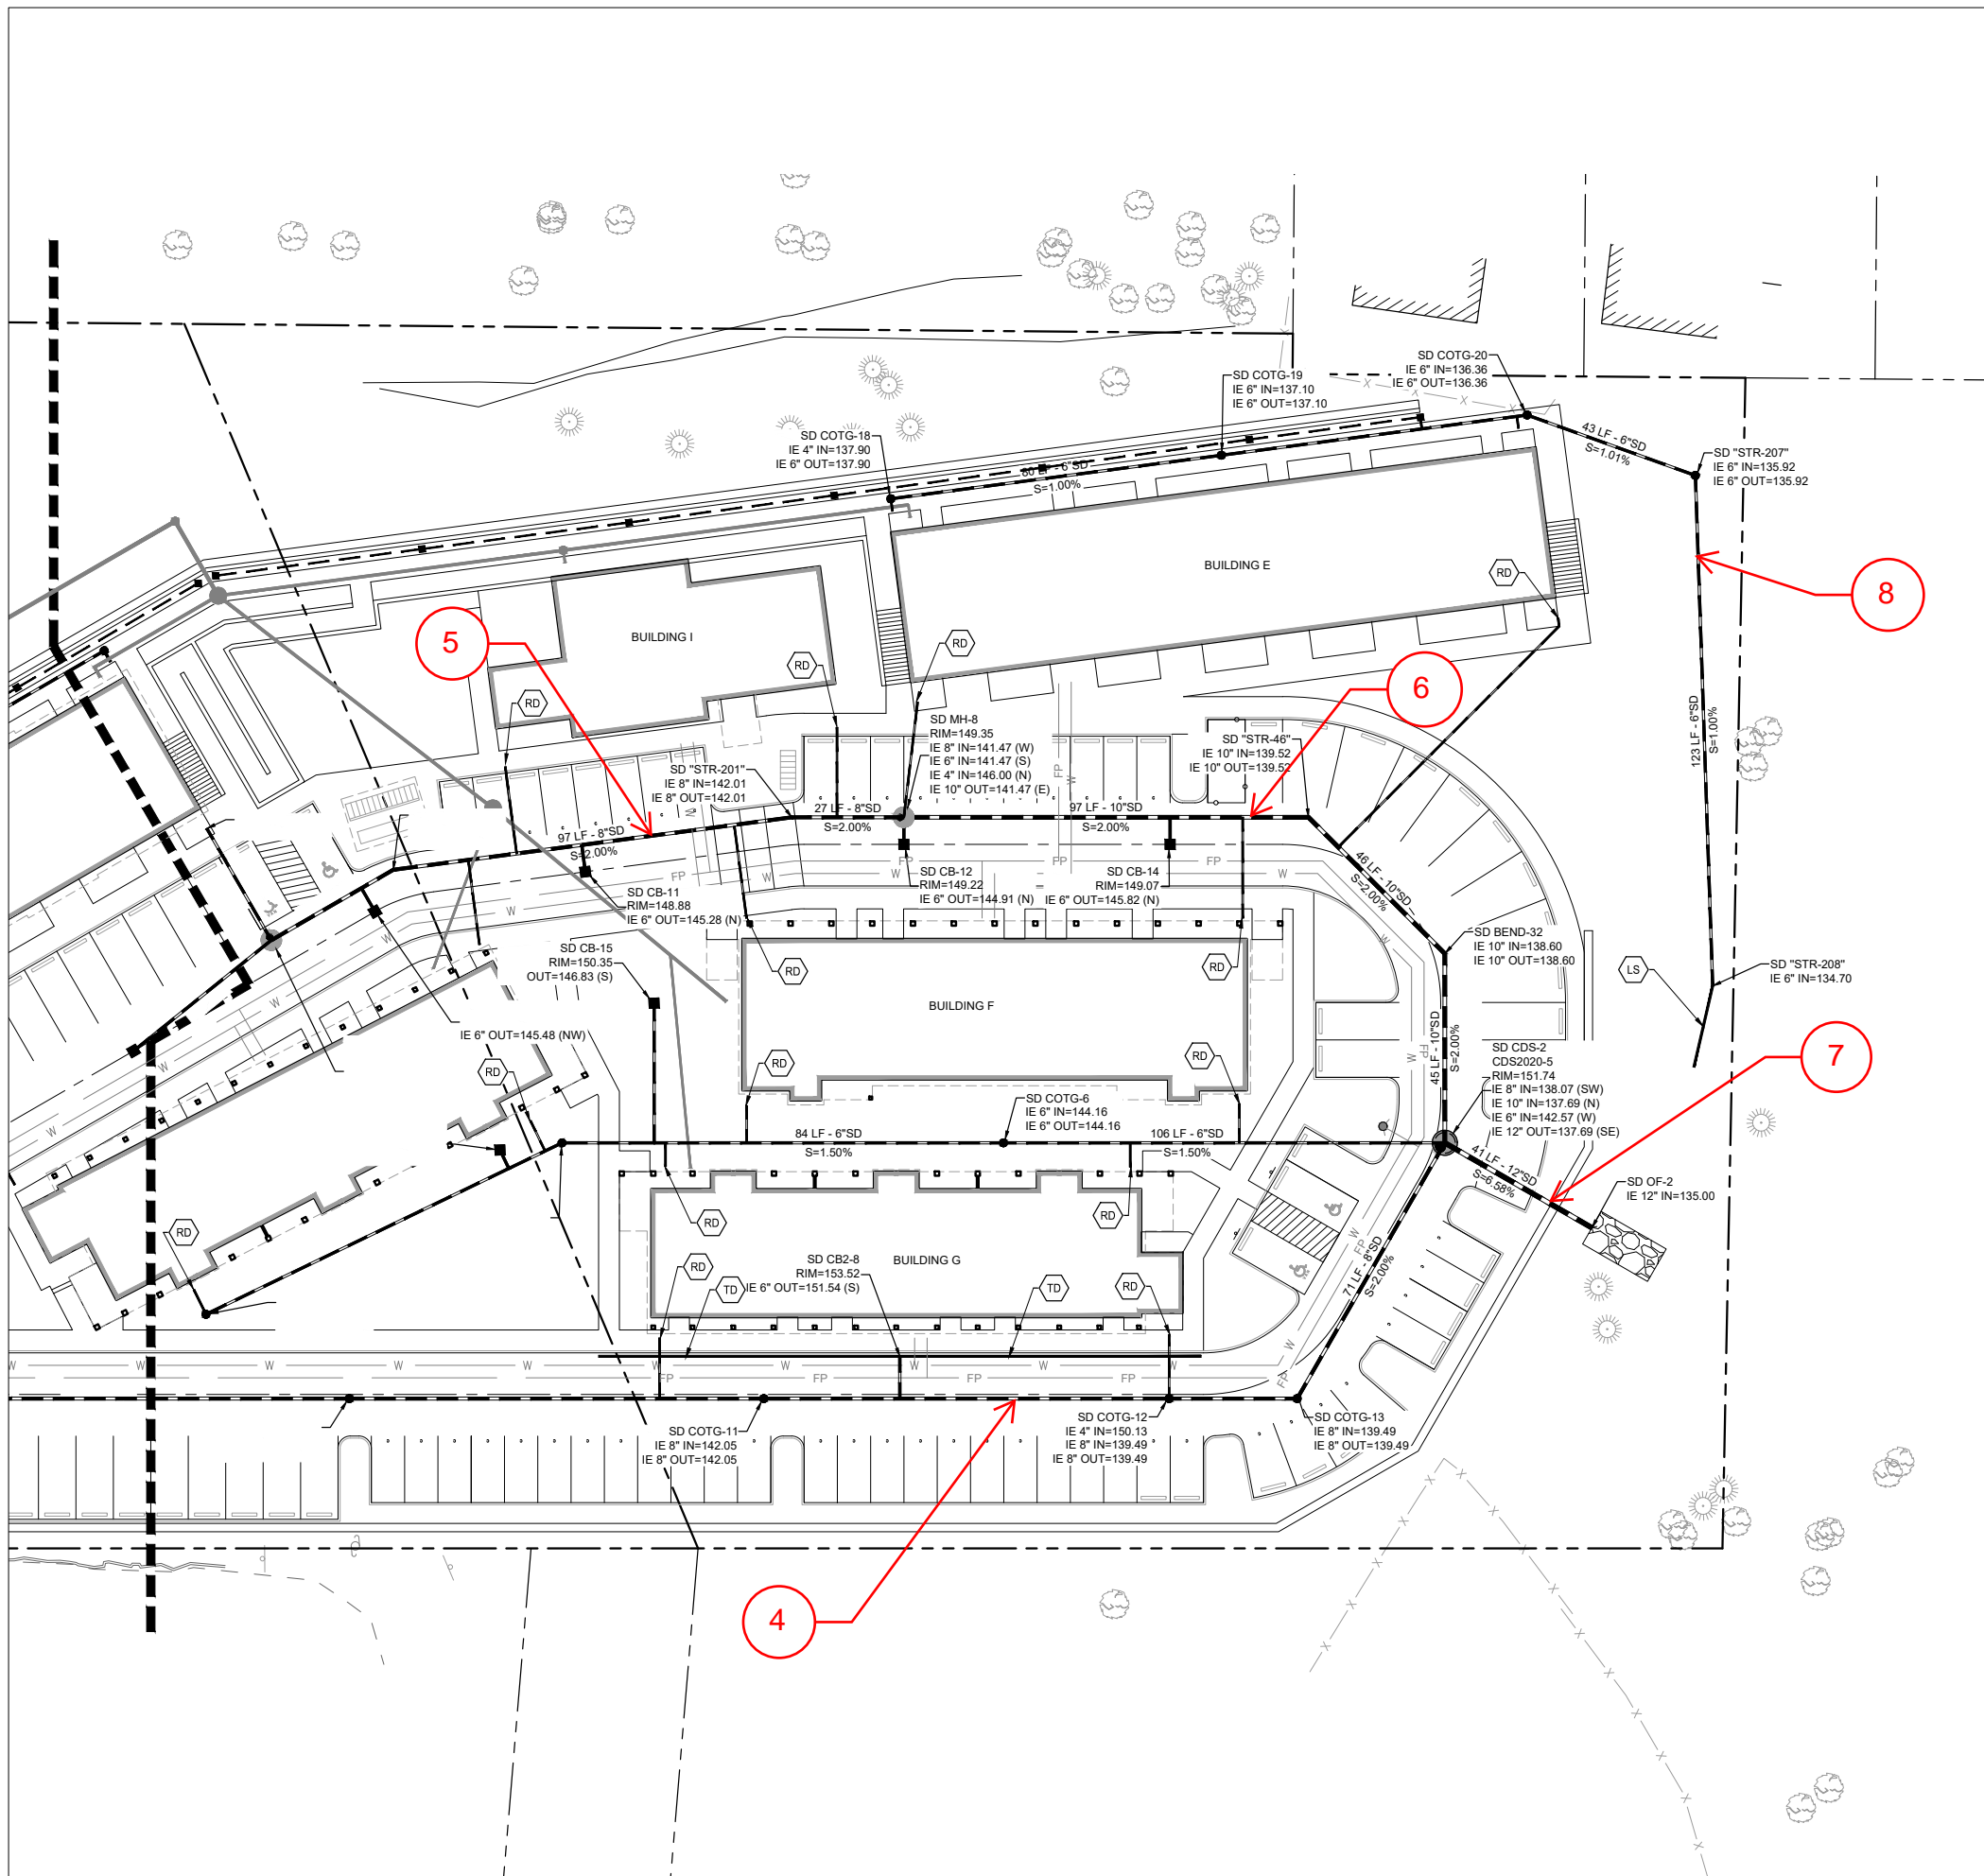 SD COTG-20
IE 6" IN=136.36
IE 6" OUT=136.36
SD COTG-19
IE 6" IN=137.10
IE 6" OUT=137.10
SD COTG-18
IE 4" IN=137.90
IE 6" OUT=137.90
80 LF - 6"SD
S=1.00%
43 LF - 6"SD
S=1.01%
SD "STR-207"
IE 6" IN=135.92
IE 6" OUT=135.92
BUILDING E
RD
8
BUILDING I
5
RD
RD
RD
6
123 LF - 6"SD
S=1.00%
SD MH-8
RIM=149.35
IE 8" IN=141.47 (W)
IE 6" IN=141.47 (S)
IE 4" IN=146.00 (N)
IE 10" OUT=141.47 (E)
SD "STR-46"
IE 10" IN=139.52
IE 10" OUT=139.52
SD "STR-201"
IE 8" IN=142.01
IE 8" OUT=142.01
27 LF - 8"SD
S=2.00%
97 LF - 10"SD
S=2.00%
97 LF - 8"SD
S=2.00%
46 LF - 10"SD
S=2.00%
SD CB-12
RIM=149.22
IE 6" OUT=144.91 (N)
SD CB-14
RIM=149.07
IE 6" OUT=145.82 (N)
SD CB-11
RIM=148.88
IE 6" OUT=145.28 (N)
SD CB-15
RIM=150.35
OUT=146.83 (S)
RD
RD
SD BEND-32
IE 10" IN=138.60
IE 10" OUT=138.60
LS
SD "STR-208"
IE 6" IN=134.70
BUILDING F
IE 6" OUT=145.48 (NW)
RD
RD
RD
45 LF - 10"SD
S=2.00%
SD CDS-2
CDS2020-5
RIM=151.74
IE 8" IN=138.07 (SW)
IE 10" IN=137.69 (N)
IE 6" IN=142.57 (W)
IE 12" OUT=137.69 (SE)
7
SD COTG-6
IE 6" IN=144.16
IE 6" OUT=144.16
84 LF - 6"SD
S=1.50%
106 LF - 6"SD
S=1.50%
41 LF - 12"SD
S=6.58%
SD OF-2
IE 12" IN=135.00
RD
RD
RD
BUILDING G
SD CB2-8
RIM=153.52
IE 6" OUT=151.54 (S)
RD
TD
TD
RD
71 LF - 8"SD
S=2.00%
W W W W W W W W W W
FP FP FP FP
SD COTG-11
IE 8" IN=142.05
IE 8" OUT=142.05
SD COTG-12
IE 4" IN=150.13
IE 8" IN=139.49
IE 8" OUT=139.49
SD COTG-13
IE 8" IN=139.49
IE 8" OUT=139.49
4